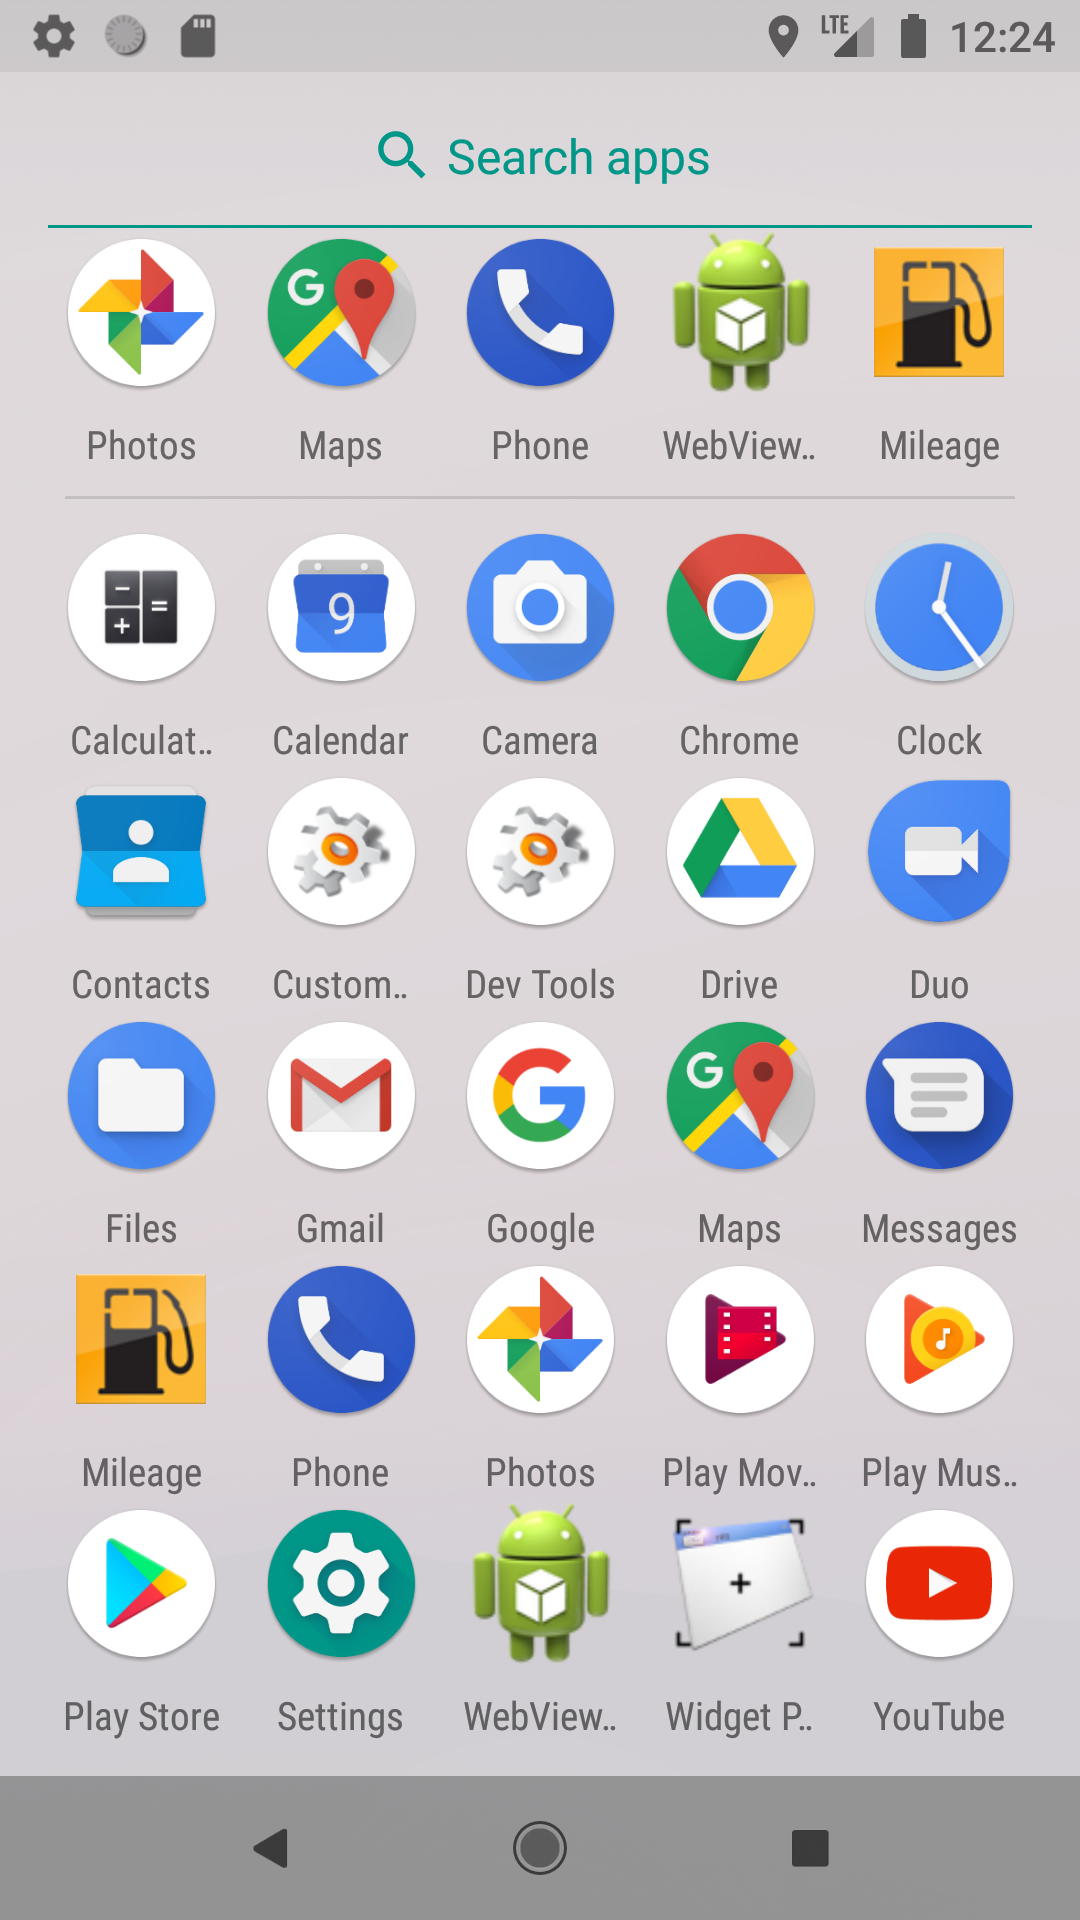 LTE 12:24
Search apps
Photos Maps Phone WebView.. Mileage
Calculat.. Calendar Camera Chrome Clock
Contacts Custom.. Dev Tools Drive Duo
Files Gmail Google Maps Messages
Mileage Phone Photos Play Mov.. Play Mus..
Play Store Settings WebView.. Widget P.. YouTube